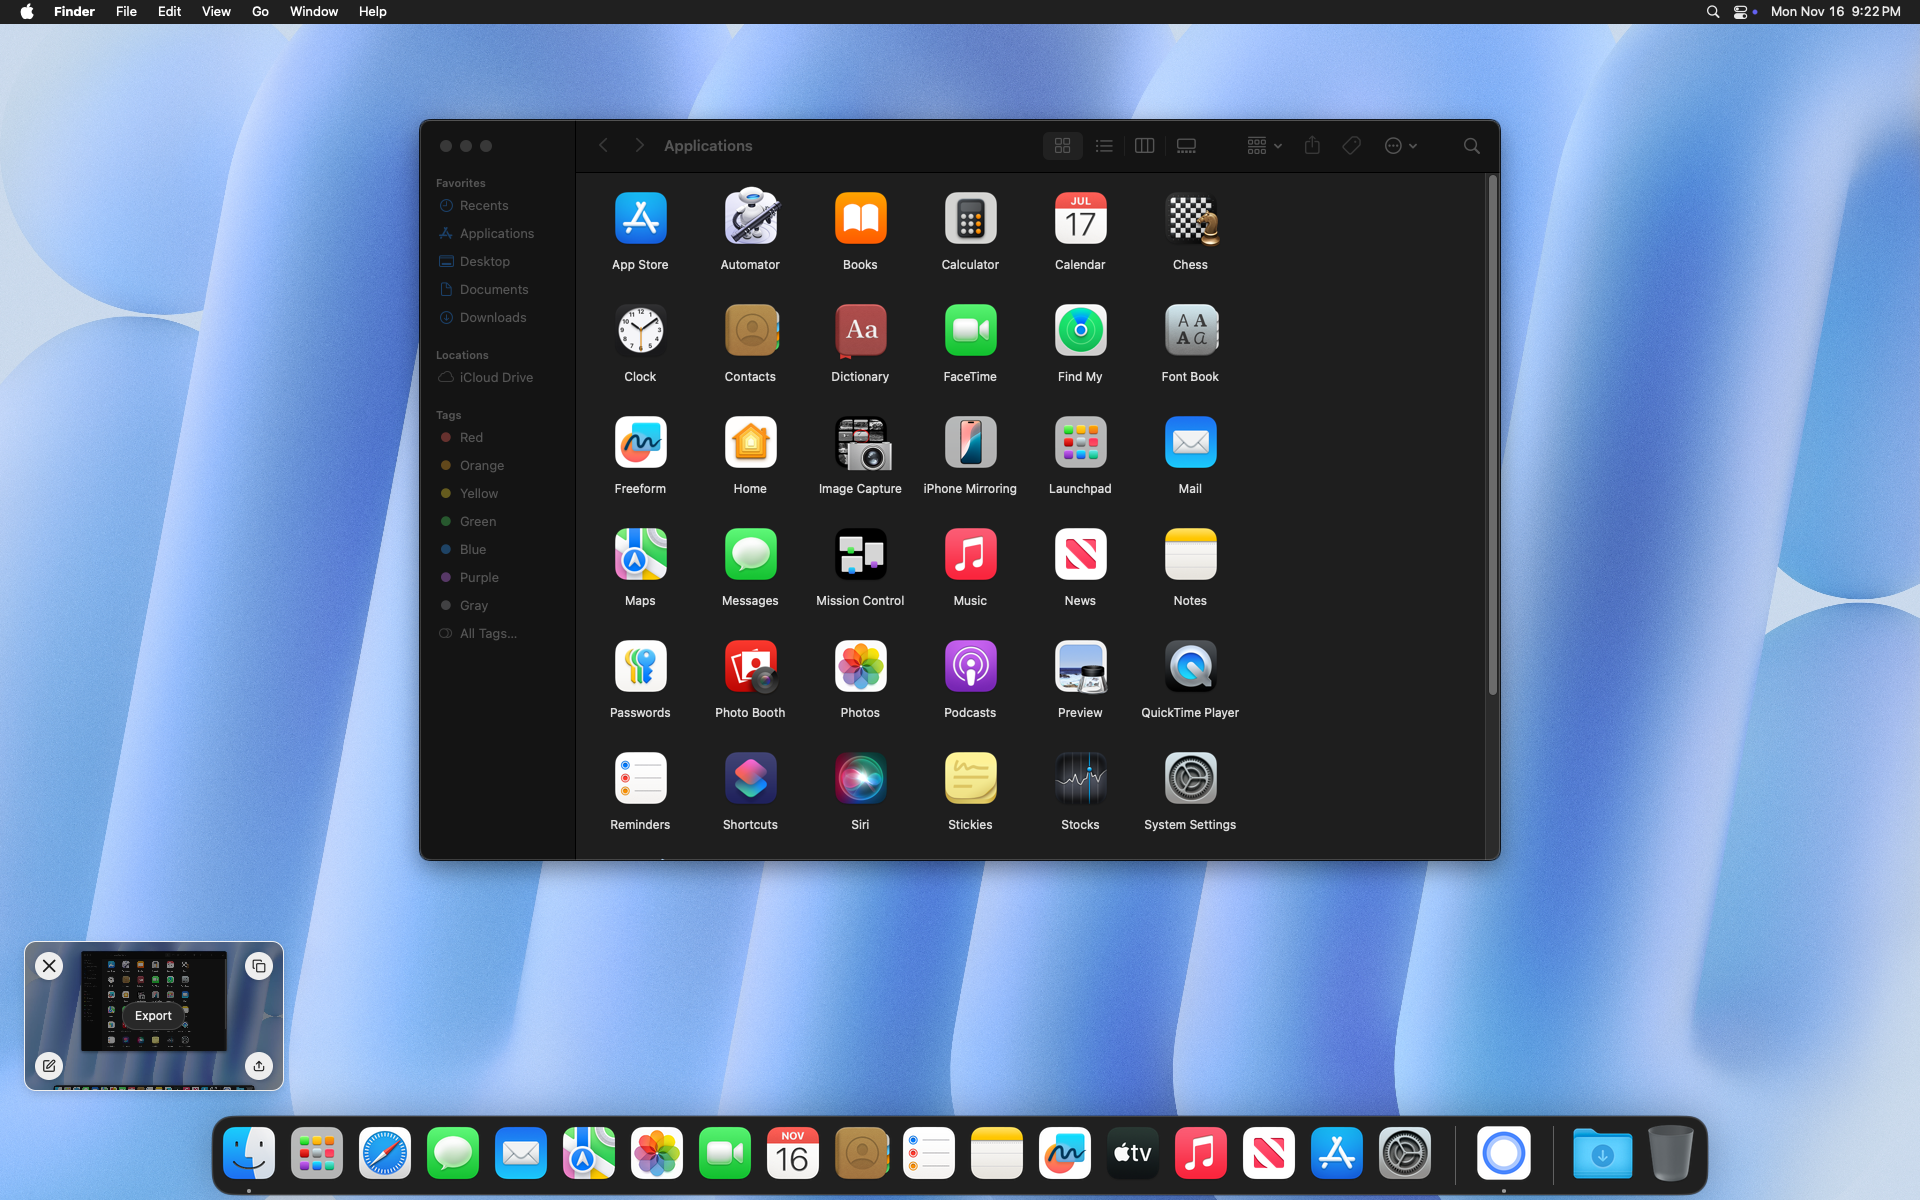 Finder File Edit View Go Window Help
Mon Nov 16 9:22 PM
Applications
Favorites
Recents
Applications
Desktop
Documents
Downloads
Locations
iCloud Drive
Tags
Red
Orange
Yellow
Green
Blue
Purple
Gray
All Tags...
JUL
17
App Store Automator Books Calculator Calendar Chess
Aa
A A
A a
Clock Contacts Dictionary FaceTime Find My Font Book
Freeform Home Image Capture iPhone Mirroring Launchpad Mail
Maps Messages Mission Control Music News Notes
Passwords Photo Booth Photos Podcasts Preview QuickTime Player
Reminders Shortcuts Siri Stickies Stocks System Settings
Export
NOV
16
tv